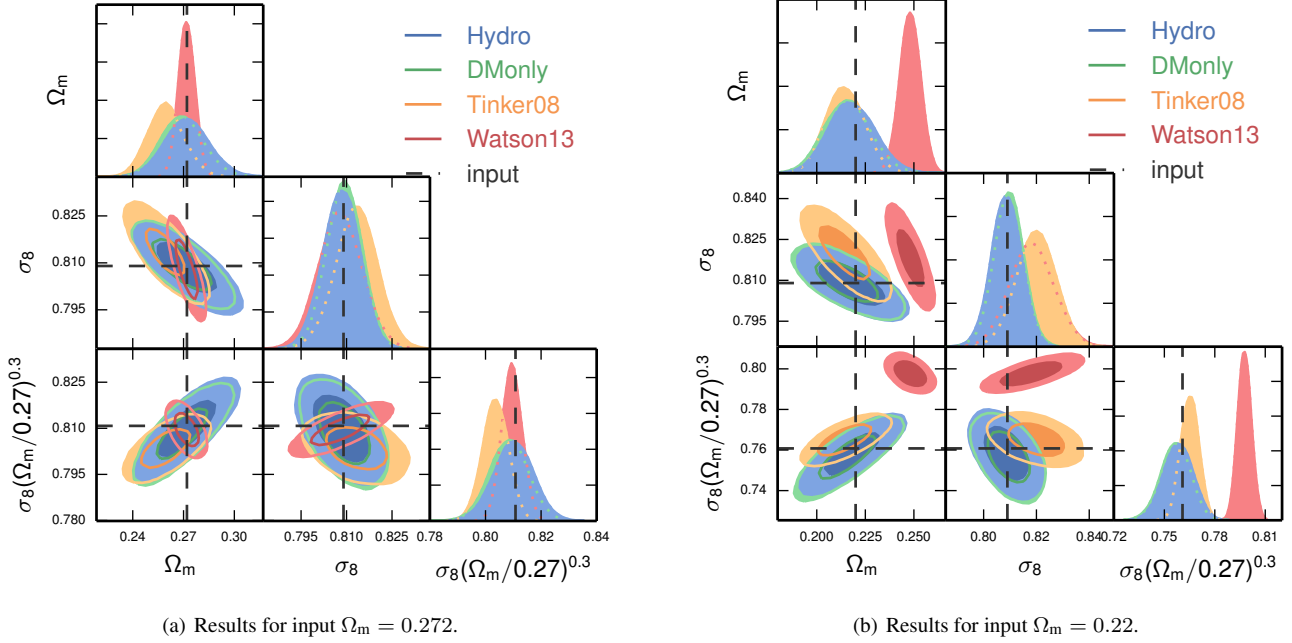 Ωm
Hydro
DMonly
Tinker08
Watson13
input
σ8
0.825
0.810
0.795
σ8(Ωm/0.27)^0.3
0.825
0.810
0.795
0.780
0.24 0.27 0.30
0.795 0.810 0.825
0.78 0.80 0.82 0.84
Ωm
σ8
σ8(Ωm/0.27)^0.3
(a) Results for input Ωm = 0.272.
Ωm
Hydro
DMonly
Tinker08
Watson13
input
σ8
0.840
0.825
0.810
0.795
σ8(Ωm/0.27)^0.3
0.80
0.78
0.76
0.74
0.200 0.225 0.250
0.80 0.82 0.84
0.72 0.75 0.78 0.81
Ωm
σ8
σ8(Ωm/0.27)^0.3
(b) Results for input Ωm = 0.22.